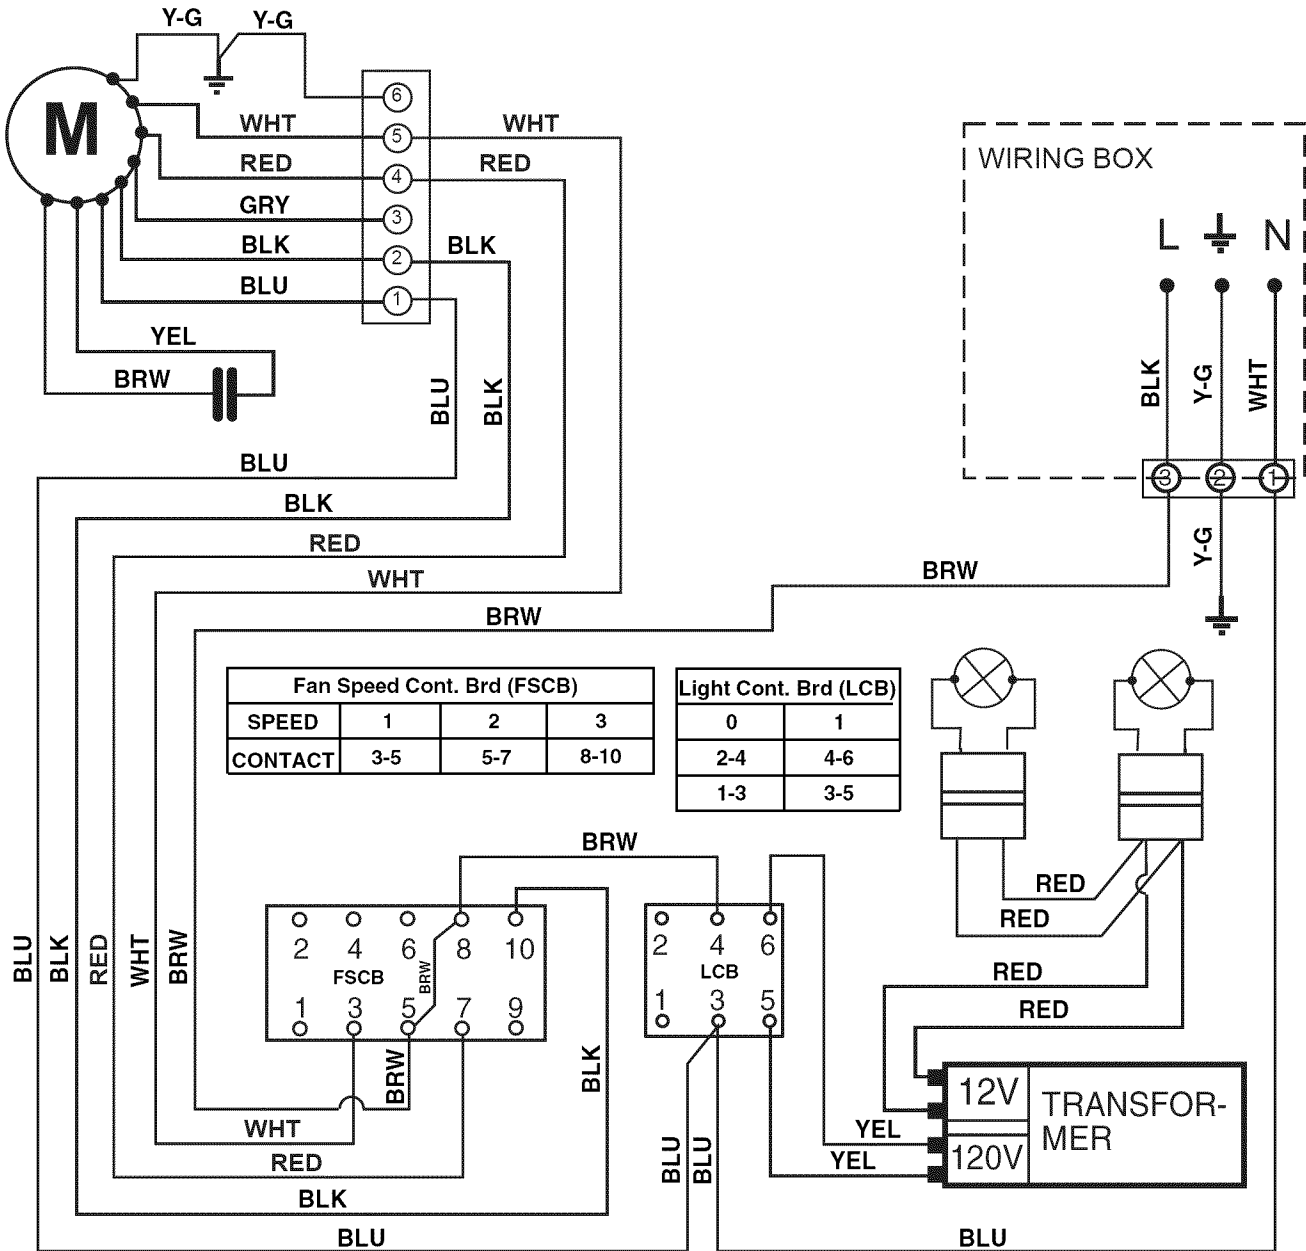 Y-G Y-G
M
6
WHT 5 WHT
RED 4 RED
GRY 3
BLK 2 BLK
BLU 1
YEL
BRW
BLU
BLK
WIRING BOX
L N
BLK
Y-G
WHT
3 2 1
Y-G
BLU
BLK
RED
WHT
BRW
BRW
Fan Speed Cont. Brd (FSCB)
SPEED 1 2 3
CONTACT 3-5 5-7 8-10
Light Cont. Brd (LCB)
0 1
2-4 4-6
1-3 3-5
BRW
RED
RED
RED
RED
BLU
BLK
RED
WHT
BRW
2 4 6 8 10
FSCB
BRW
1 3 5 7 9
BRW
BLK
2 4 6
LCB
1 3 5
BLU
BLU
12V
120V
TRANSFOR-
MER
YEL
YEL
WHT
RED
BLK
BLU
BLU